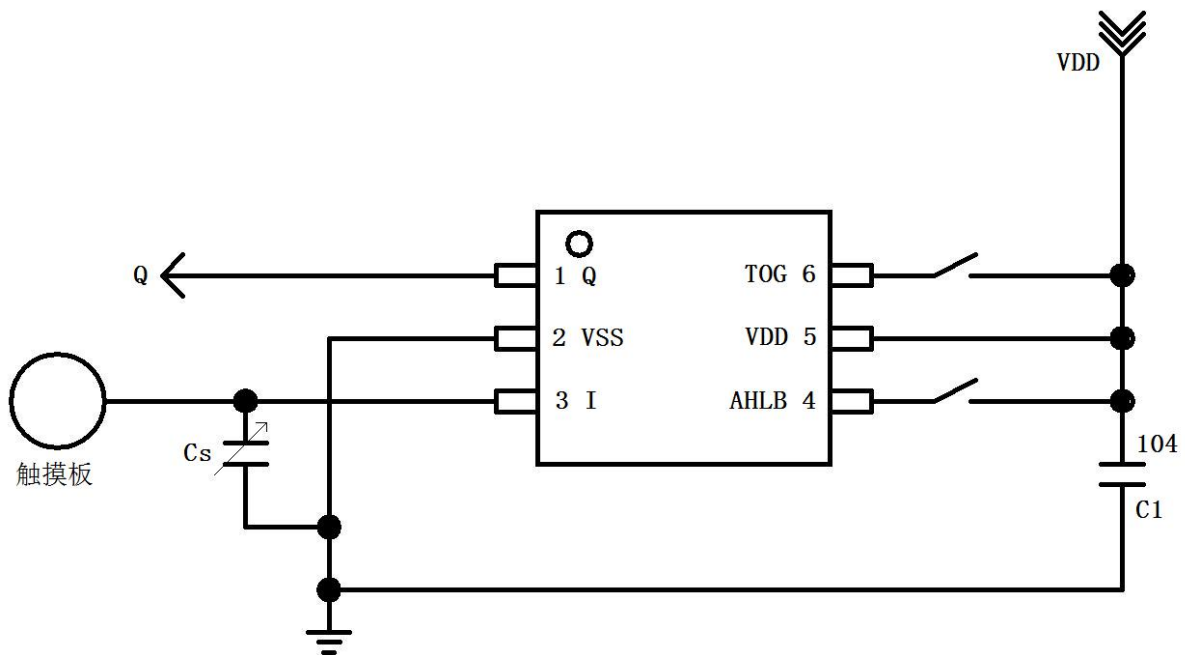 VDD
Q
1 Q
TOG 6
2 VSS
VDD 5
3 I
AHLB 4
Cs
触摸板
104
C1